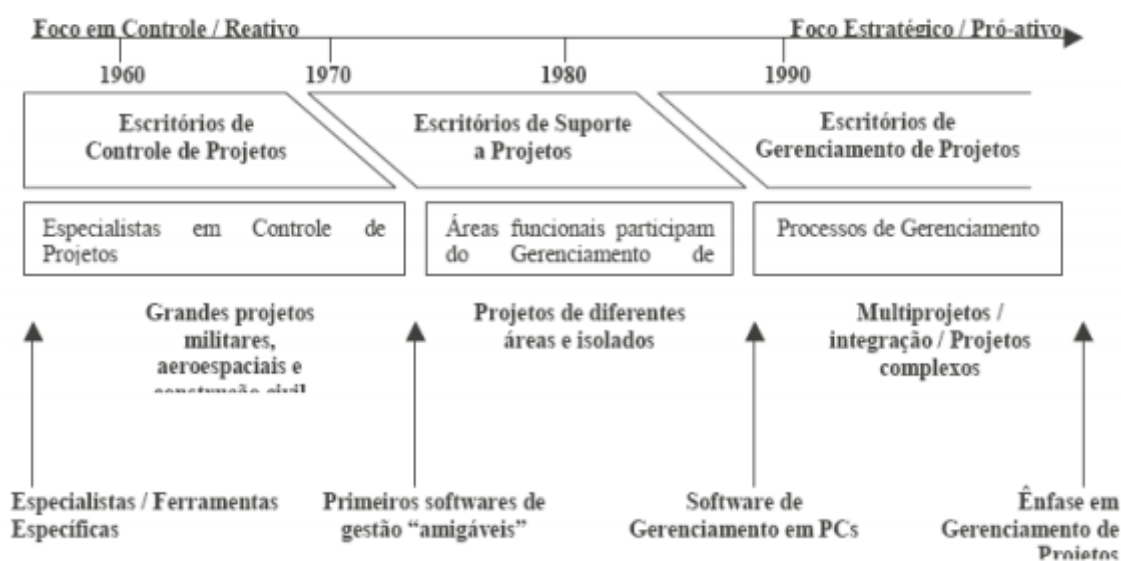 Foco em Controle / Reativo
Foco Estratégico / Pró-ativo
1960
1970
1980
1990
Escritórios de
Controle de Projetos
Escritórios de Suporte
a Projetos
Escritórios de
Gerenciamento de Projetos
Especialistas em Controle de
Projetos
Áreas funcionais participam
do Gerenciamento de
Processos de Gerenciamento
Grandes projetos
militares,
aeroespaciais e
construção civil
Projetos de diferentes
áreas e isolados
Multiprojetos /
integração / Projetos
complexos
Especialistas / Ferramentas
Específicas
Primeiros softwares de
gestão “amigáveis”
Software de
Gerenciamento em PCs
Ênfase em
Gerenciamento de
Projetos